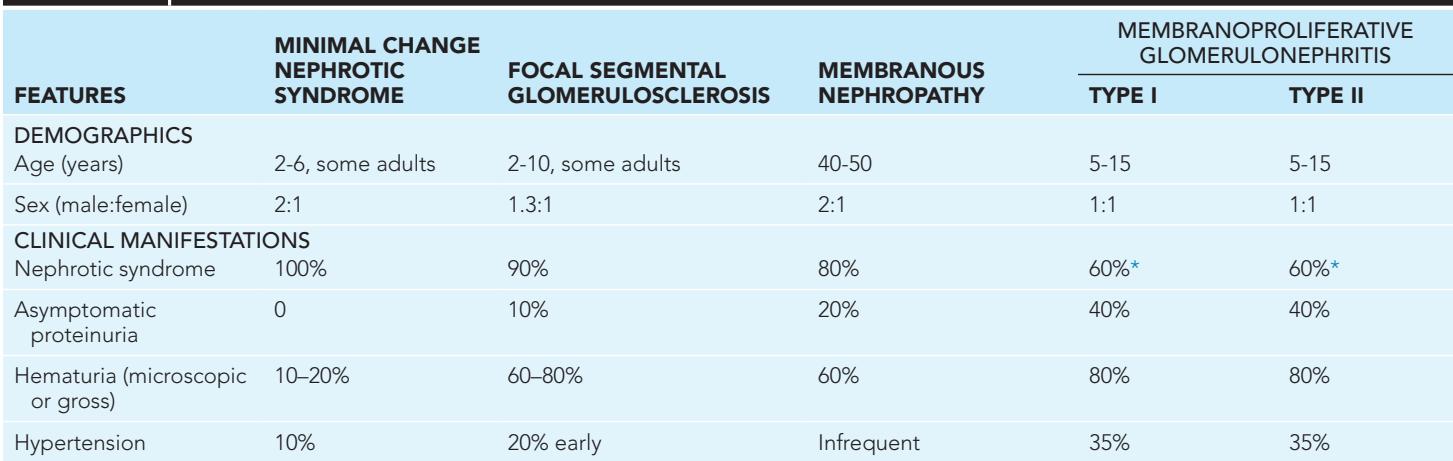 MEMBRANOPROLIFERATIVE
GLOMERULONEPHRITIS
FEATURES MINIMAL CHANGE NEPHROTIC SYNDROME FOCAL SEGMENTAL GLOMERULOSCLEROSIS MEMBRANOUS NEPHROPATHY TYPE I TYPE II
DEMOGRAPHICS
Age (years) 2-6, some adults 2-10, some adults 40-50 5-15 5-15
Sex (male:female) 2:1 1.3:1 2:1 1:1 1:1
CLINICAL MANIFESTATIONS
Nephrotic syndrome 100% 90% 80% 60%* 60%*
Asymptomatic proteinuria 0 10% 20% 40% 40%
Hematuria (microscopic or gross) 10–20% 60–80% 60% 80% 80%
Hypertension 10% 20% early Infrequent 35% 35%